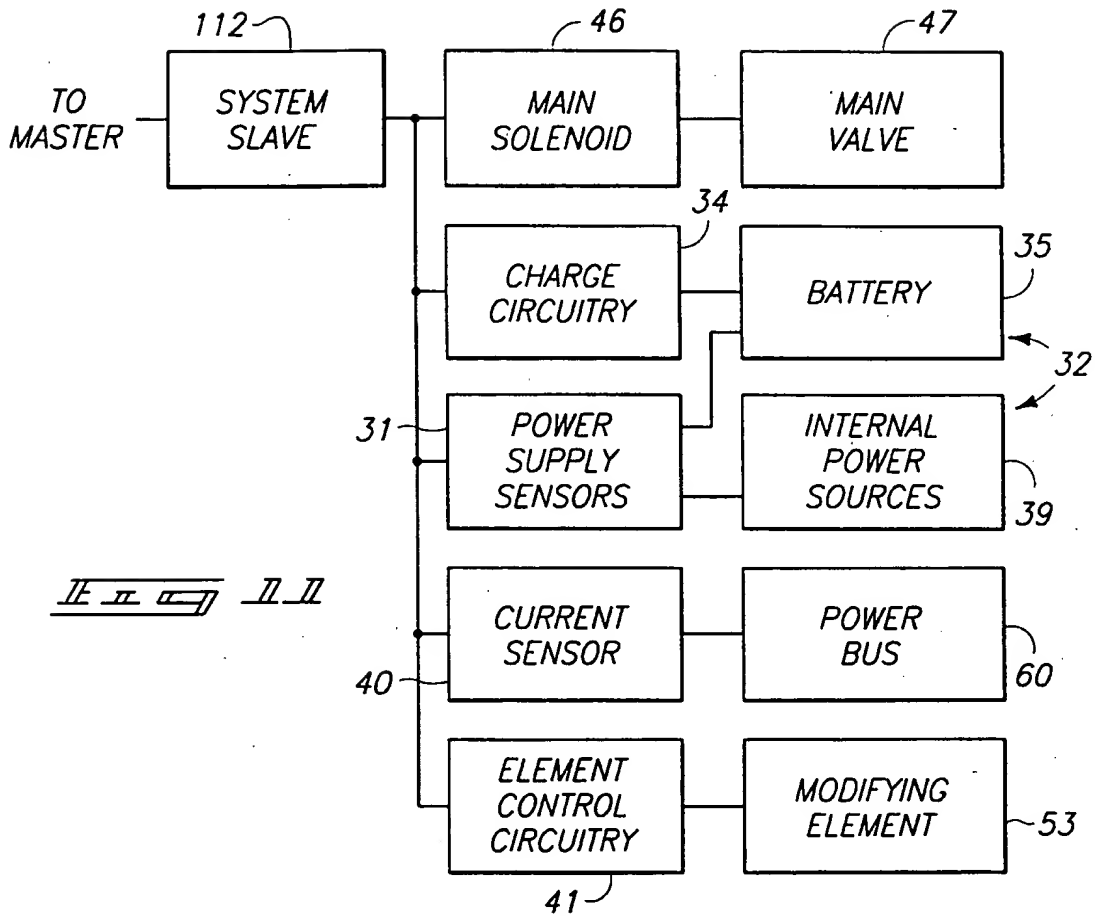 112
46
47
TO
MASTER
SYSTEM
SLAVE
MAIN
SOLENOID
MAIN
VALVE
34
35
CHARGE
CIRCUITRY
BATTERY
32
31
POWER
SUPPLY
SENSORS
INTERNAL
POWER
SOURCES
39
Fig 11
CURRENT
SENSOR
POWER
BUS
40
60
ELEMENT
CONTROL
CIRCUITRY
MODIFYING
ELEMENT
53
41